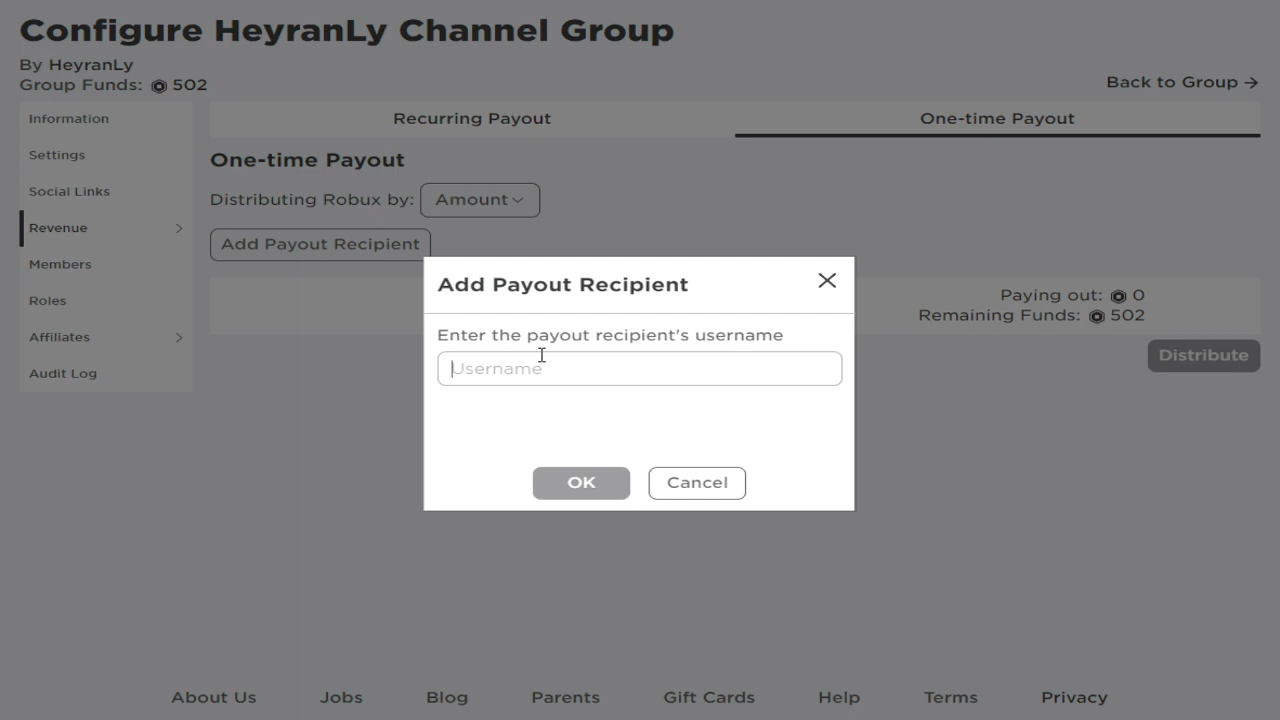 Configure HeyranLy Channel Group
By HeyranLy
Group Funds: 502
Back to Group →
Information
Settings
Social Links
Revenue
Members
Roles
Affiliates
Audit Log
Recurring Payout
One-time Payout
One-time Payout
Distributing Robux by: Amount
Add Payout Recipient
Paying out: 0
Remaining Funds: 502
Distribute
Add Payout Recipient
Enter the payout recipient's username
Username
OK
Cancel
About Us Jobs Blog Parents Gift Cards Help Terms Privacy